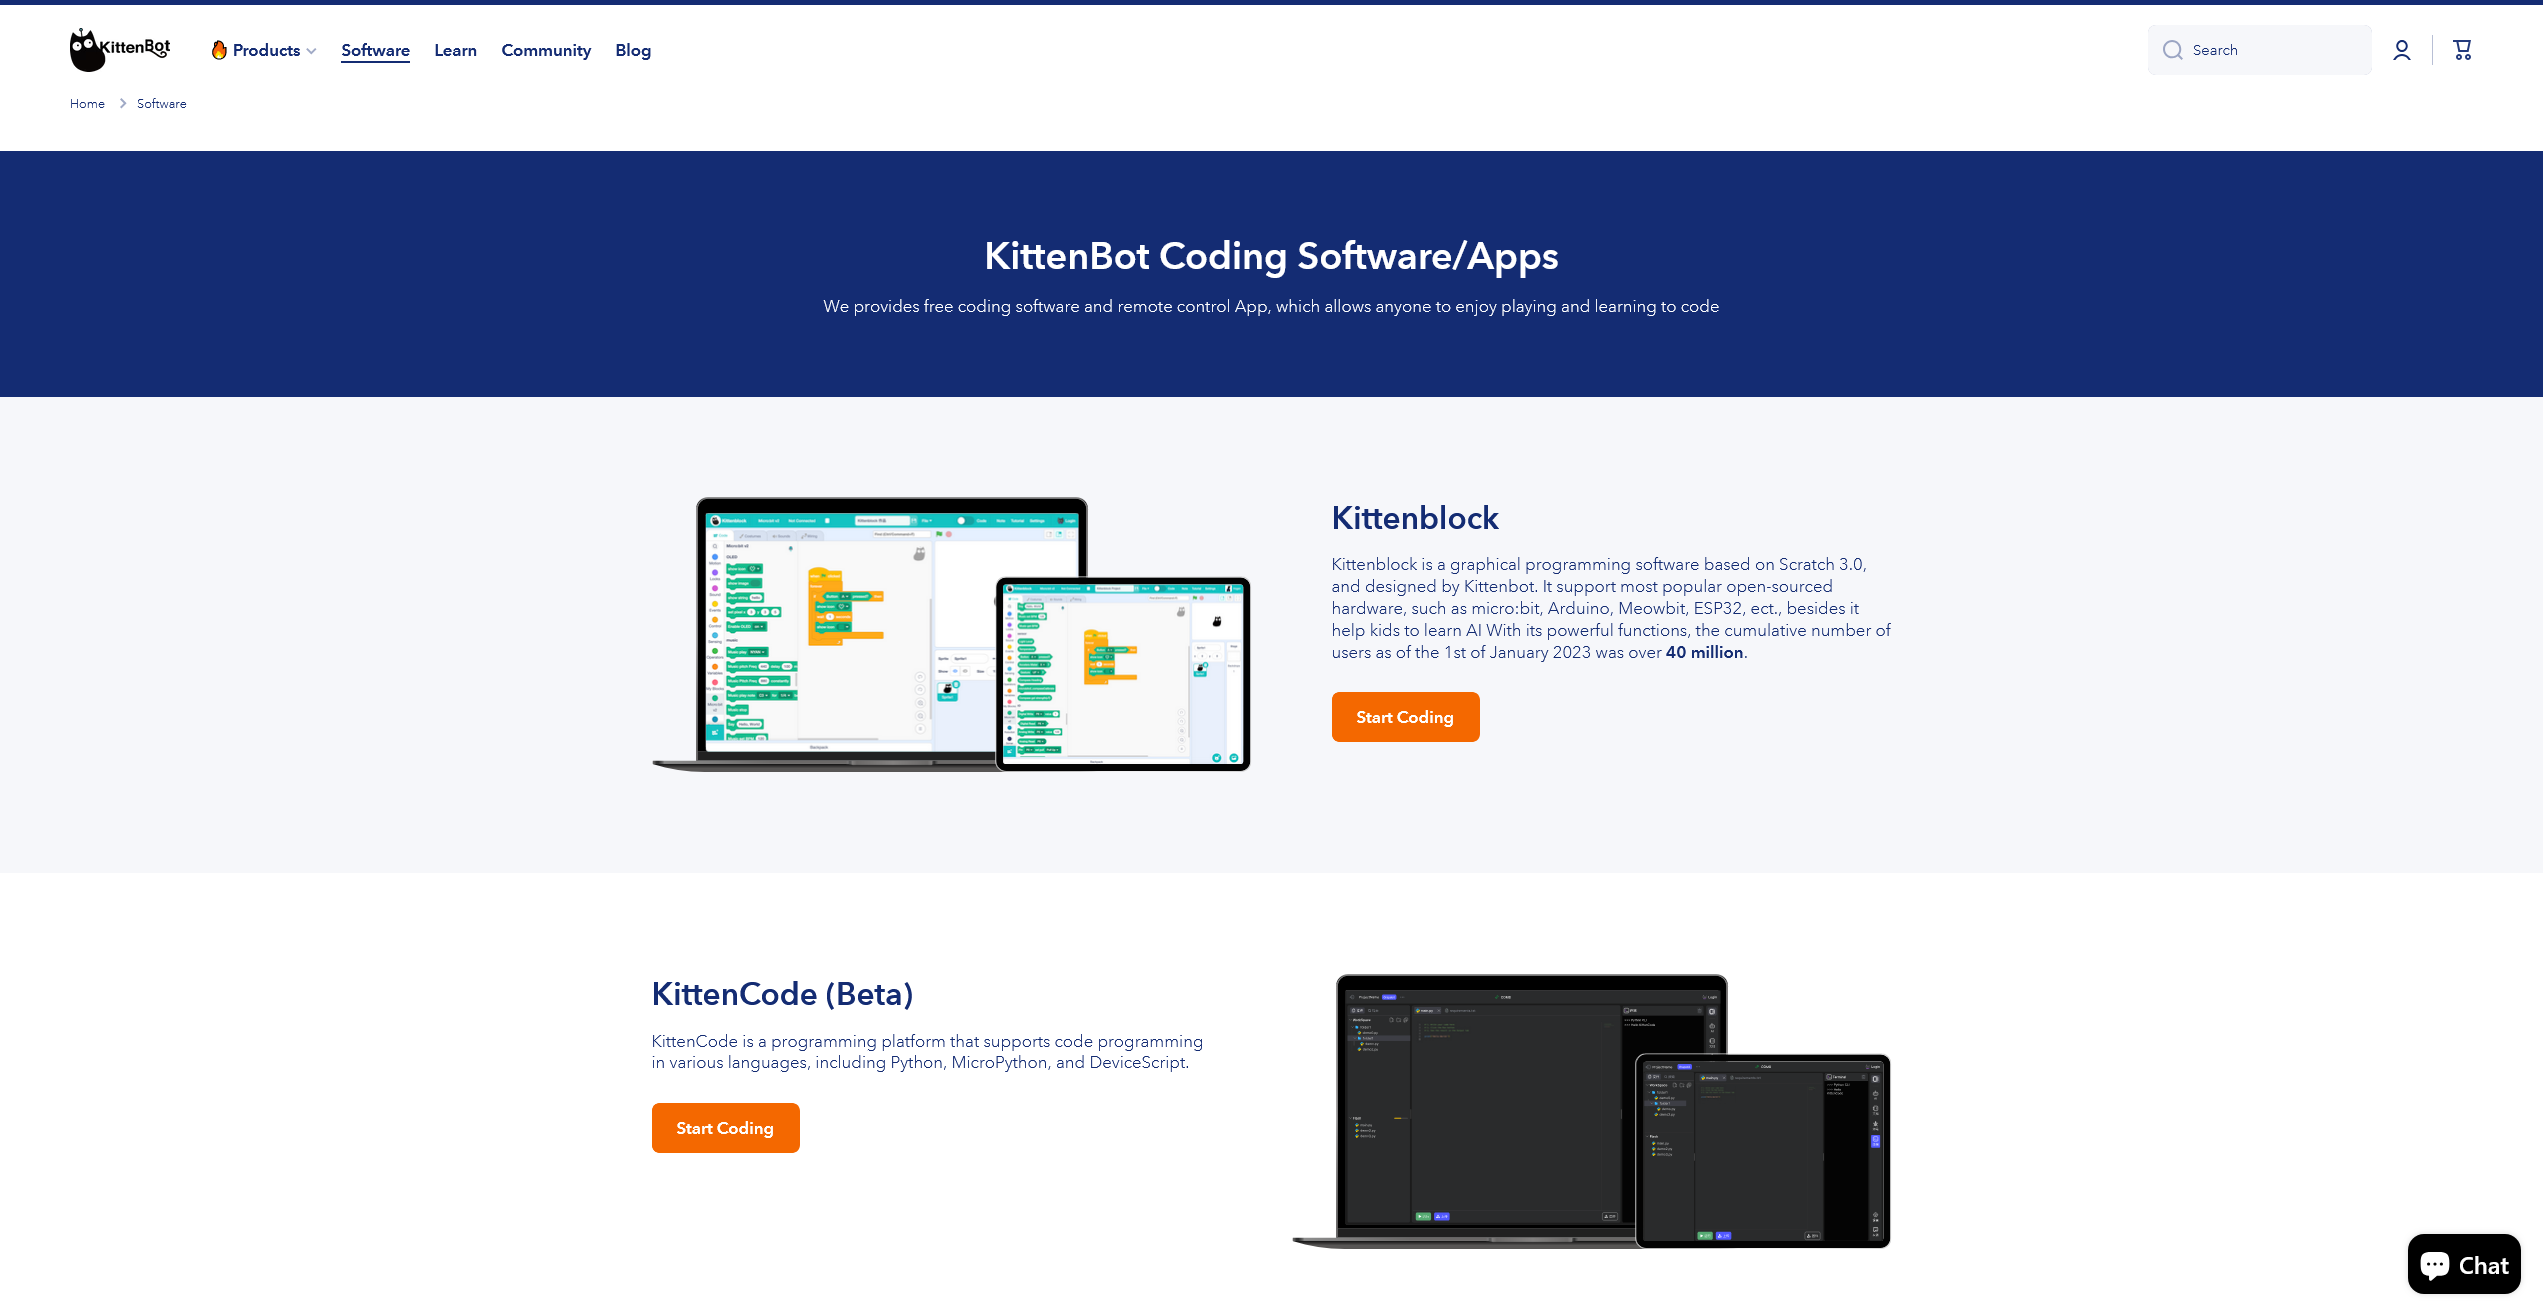 KittenBot
🔥 Products
Software
Learn
Community
Blog
Search
Home
Software
KittenBot Coding Software/Apps
We provides free coding software and remote control App, which allows anyone to enjoy playing and learning to code
Kittenblock
Kittenblock is a graphical programming software based on Scratch 3.0,
and designed by Kittenbot. It support most popular open-sourced
hardware, such as micro:bit, Arduino, Meowbit, ESP32, ect., besides it
help kids to learn AI With its powerful functions, the cumulative number of
users as of the 1st of January 2023 was over 40 million.
Start Coding
KittenCode (Beta)
KittenCode is a programming platform that supports code programming
in various languages, including Python, MicroPython, and DeviceScript.
Start Coding
Chat